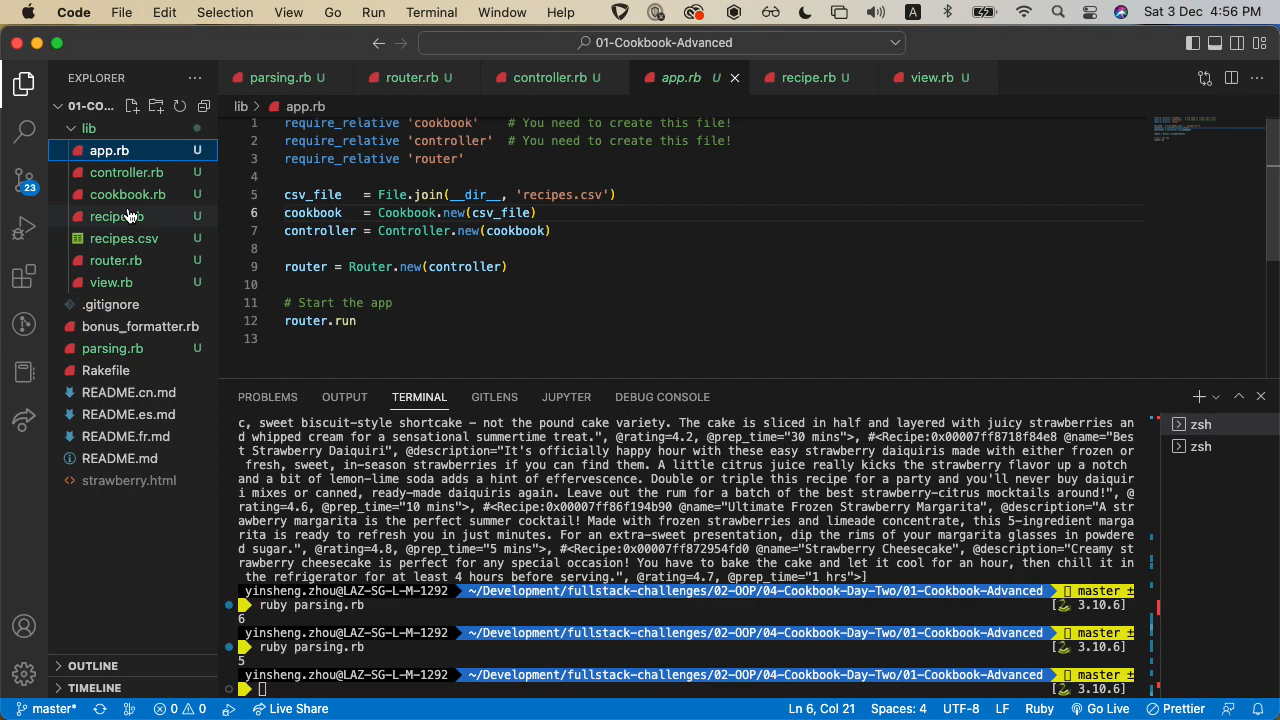 Code File Edit Selection View Go Run Terminal Window Help A Sat 3 Dec 4:56 PM
01-Cookbook-Advanced
EXPLORER
parsing.rb U router.rb U controller.rb U app.rb U recipe.rb U view.rb U
01-CO...
lib > app.rb
lib
app.rb U
controller.rb U
cookbook.rb U
recipe.rb U
23
recipes.csv U
router.rb U
view.rb U
.gitignore
bonus_formatter.rb
parsing.rb U
Rakefile
README.cn.md
README.es.md
README.fr.md
README.md
strawberry.html
OUTLINE
TIMELINE
1 require_relative 'cookbook' # You need to create this file!
2 require_relative 'controller' # You need to create this file!
3 require_relative 'router'
4
5 csv_file = File.join(__dir__, 'recipes.csv')
6 cookbook = Cookbook.new(csv_file)
7 controller = Controller.new(cookbook)
8
9 router = Router.new(controller)
10
11 # Start the app
12 router.run
13
PROBLEMS OUTPUT TERMINAL GITLENS JUPYTER DEBUG CONSOLE
zsh
zsh
c, sweet biscuit-style shortcake - not the pound cake variety. The cake is sliced in half and layered with juicy strawberries an
d whipped cream for a sensational summertime treat.", @rating=4.2, @prep_time="30 mins">, #<Recipe:0x00007ff8718f84e8 @name="Bes
t Strawberry Daiquiri", @description="It's officially happy hour with these easy strawberry daiquiris made with either frozen or
 fresh, sweet, in-season strawberries if you can find them. A little citrus juice really kicks the strawberry flavor up a notch
and a bit of lemon-lime soda adds a hint of effervescence. Double or triple this recipe for a party and you'll never buy daiquir
i mixes or canned, ready-made daiquiris again. Leave out the rum for a batch of the best strawberry-citrus mocktails around!", @
rating=4.6, @prep_time="10 mins">, #<Recipe:0x00007ff86f194b90 @name="Ultimate Frozen Strawberry Margarita", @description="A str
awberry margarita is the perfect summer cocktail! Made with frozen strawberries and limeade concentrate, this 5-ingredient marga
rita is ready to refresh you in just minutes. For an extra-sweet presentation, dip the rims of your margarita glasses in powdere
d sugar.", @rating=4.8, @prep_time="5 mins">, #<Recipe:0x00007ff872954fd0 @name="Strawberry Cheesecake", @description="Creamy st
rawberry cheesecake is perfect for any special occasion! You have to bake the cake and let it cool for an hour, then chill it i
n the refrigerator for at least 4 hours before serving.", @rating=4.7, @prep_time="1 hrs">]
yinsheng.zhou@LAZ-SG-L-M-1292 ~/Development/fullstack-challenges/02-OOP/04-Cookbook-Day-Two/01-Cookbook-Advanced master ±
ruby parsing.rb [🐍 3.10.6]
6
yinsheng.zhou@LAZ-SG-L-M-1292 ~/Development/fullstack-challenges/02-OOP/04-Cookbook-Day-Two/01-Cookbook-Advanced master ±
ruby parsing.rb [🐍 3.10.6]
5
yinsheng.zhou@LAZ-SG-L-M-1292 ~/Development/fullstack-challenges/02-OOP/04-Cookbook-Day-Two/01-Cookbook-Advanced master ±
[🐍 3.10.6]
master* 0 0 Live Share Ln 6, Col 21 Spaces: 4 UTF-8 LF Ruby Go Live Prettier